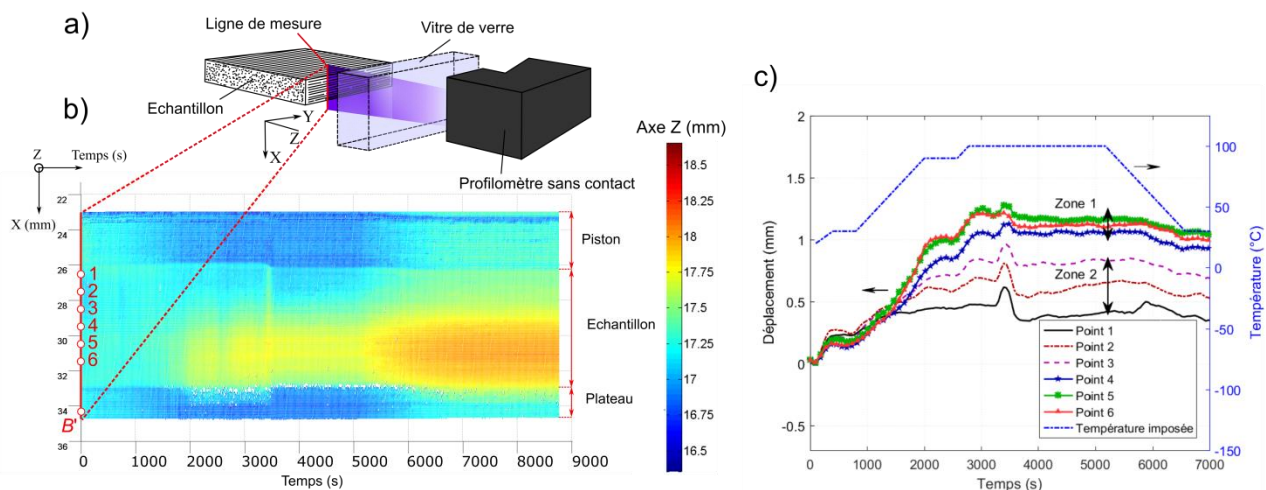 a)
Ligne de mesure
Vitre de verre
Echantillon
Y
Z
X
Profilomètre sans contact
b)
Z
Temps (s)
X (mm)
22
24
26
28
30
32
34
36
1
2
3
4
5
6
B'
Piston
Echantillon
Plateau
0 1000 2000 3000 4000 5000 6000 7000 8000 9000
Temps (s)
Axe Z (mm)
18.5
18.25
18
17.75
17.5
17.25
17
16.75
16.5
c)
Déplacement (mm)
2
1.5
1
0.5
0
-0.5
Zone 1
Zone 2
Point 1
Point 2
Point 3
Point 4
Point 5
Point 6
Température imposée
0 1000 2000 3000 4000 5000 6000 7000
Temps (s)
100
50
0
-50
-100
-150
Température (°C)